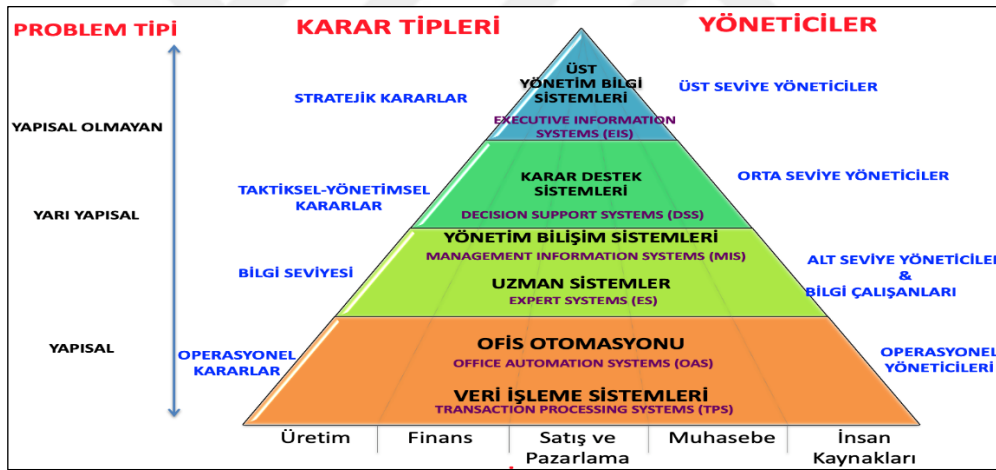 PROBLEM TİPİ
KARAR TİPLERİ
YÖNETİCİLER
YAPISAL OLMAYAN
YARI YAPISAL
YAPISAL
STRATEJİK KARARLAR
TAKTİKSEL-YÖNETİMSEL
KARARLAR
BİLGİ SEVİYESİ
OPERASYONEL
KARARLAR
ÜST
YÖNETİM BİLGİ
SİSTEMLERİ
EXECUTIVE INFORMATION
SYSTEMS (EIS)
KARAR DESTEK
SİSTEMLERİ
DECISION SUPPORT SYSTEMS (DSS)
YÖNETİM BİLİŞİM SİSTEMLERİ
MANAGEMENT INFORMATION SYSTEMS (MIS)
UZMAN SİSTEMLER
EXPERT SYSTEMS (ES)
OFİS OTOMASYONU
OFFICE AUTOMATION SYSTEMS (OAS)
VERİ İŞLEME SİSTEMLERİ
TRANSACTION PROCESSING SYSTEMS (TPS)
ÜST SEVİYE YÖNETİCİLER
ORTA SEVİYE YÖNETİCİLER
ALT SEVİYE YÖNETİCİLER
&
BİLGİ ÇALIŞANLARI
OPERASYONEL
YÖNETİCİLERİ
Üretim
Finans
Satış ve
Pazarlama
Muhasebe
İnsan
Kaynakları